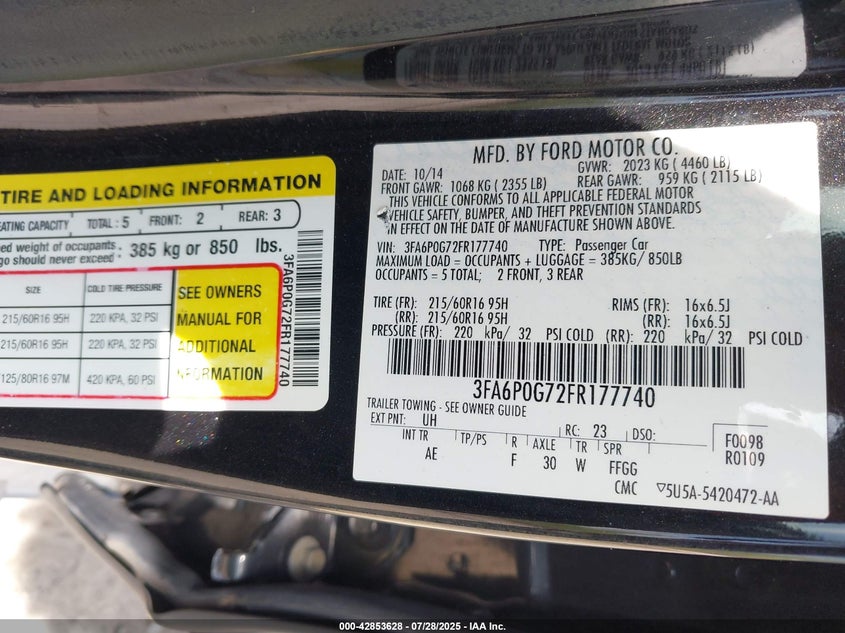 TIRE AND LOADING INFORMATION
EATING CAPACITY TOTAL : 5 FRONT: 2 REAR: 3
ed weight of occupants
go should never exceed : 385 kg or 850 lbs.
SIZE COLD TIRE PRESSURE SEE OWNERS
215/60R16 95H 220 KPA, 32 PSI MANUAL FOR
215/60R16 95H 220 KPA, 32 PSI ADDITIONAL
125/80R16 97M 420 KPA, 60 PSI INFORMATION
3FA6P0G72FR177740
MFD. BY FORD MOTOR CO.
DATE: 10/14 GVWR: 2023 KG ( 4460 LB)
FRONT GAWR: 1068 KG ( 2355 LB) REAR GAWR: 959 KG ( 2115 LB)
THIS VEHICLE CONFORMS TO ALL APPLICABLE FEDERAL MOTOR
VEHICLE SAFETY, BUMPER, AND THEFT PREVENTION STANDARDS
IN EFFECT ON THE DATE OF MANUFACTURE SHOWN ABOVE.
VIN: 3FA6P0G72FR177740 TYPE: Passenger Car
MAXIMUM LOAD = OCCUPANTS + LUGGAGE = 385KG/ 850LB
OCCUPANTS = 5 TOTAL; 2 FRONT, 3 REAR
TIRE (FR): 215/60R16 95H RIMS (FR): 16x6.5J
(RR): 215/60R16 95H (RR): 16x6.5J
PRESSURE (FR): 220 kPa/ 32 PSI COLD (RR): 220 kPa/ 32 PSI COLD
3FA6P0G72FR177740
TRAILER TOWING - SEE OWNER GUIDE
EXT PNT: UH RC: 23 DSO: F0098
INT TR TP/PS R AXLE TR SPR R0109
AE F 30 W FFGG
CMC 5U5A-5420472-AA
000-42853628 - 07/28/2025 - IAA Inc.